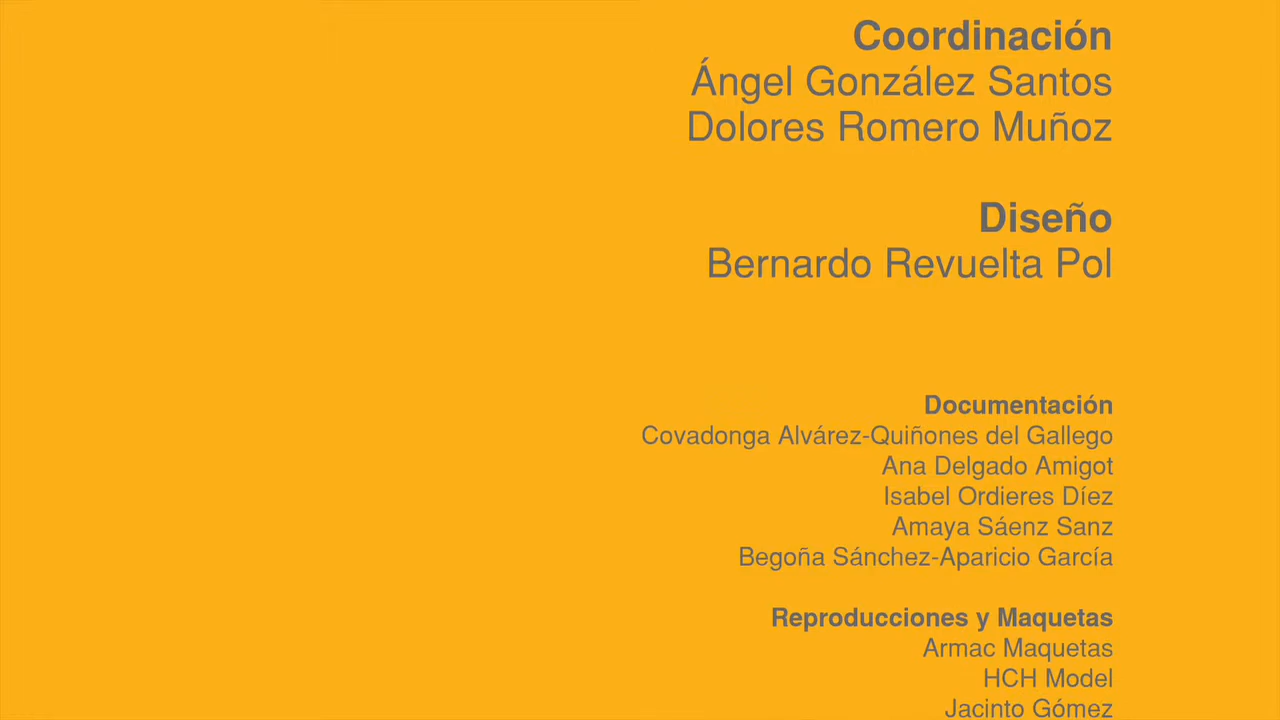 Coordinación
Ángel González Santos
Dolores Romero Muñoz
Diseño
Bernardo Revuelta Pol
Documentación
Covadonga Alvárez-Quiñones del Gallego
Ana Delgado Amigot
Isabel Ordieres Díez
Amaya Sáenz Sanz
Begoña Sánchez-Aparicio García
Reproducciones y Maquetas
Armac Maquetas
HCH Model
Jacinto Gómez